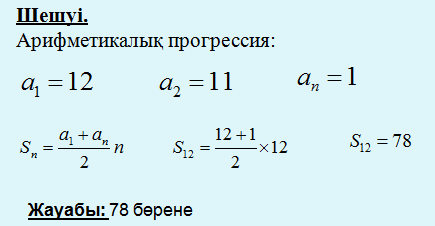 Шешуі.
Арифметикалық прогрессия:
a₁ = 12 a₂ = 11 aₙ = 1
Sₙ = (a₁ + aₙ)/2 n S₁₂ = (12 + 1)/2 × 12 S₁₂ = 78
Жауабы: 78 бөрене